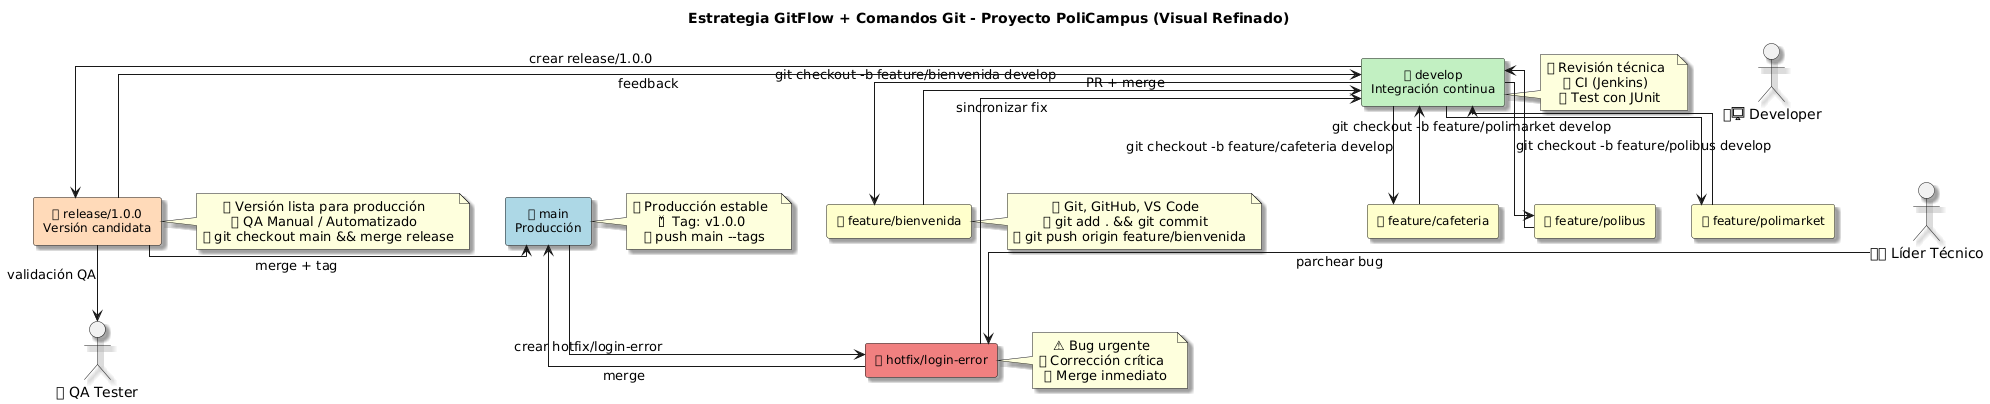 Estrategia GitFlow + Comandos Git - Proyecto PoliCampus (Visual Refinado)
crear release/1.0.0
feedback
git checkout -b feature/bienvenida develop
PR + merge
sincronizar fix
develop
Integración continua
Revisión técnica
CI (Jenkins)
Test con JUnit
Developer
git checkout -b feature/polimarket develop
git checkout -b feature/cafeteria develop
git checkout -b feature/polibus develop
release/1.0.0
Versión candidata
Versión lista para producción
QA Manual / Automatizado
git checkout main && merge release
main
Producción
Producción estable
Tag: v1.0.0
push main --tags
feature/bienvenida
Git, GitHub, VS Code
git add . && git commit
git push origin feature/bienvenida
feature/cafeteria
feature/polibus
feature/polimarket
Líder Técnico
merge + tag
parchear bug
validación QA
crear hotfix/login-error
merge
hotfix/login-error
⚠ Bug urgente
Corrección crítica
Merge inmediato
QA Tester